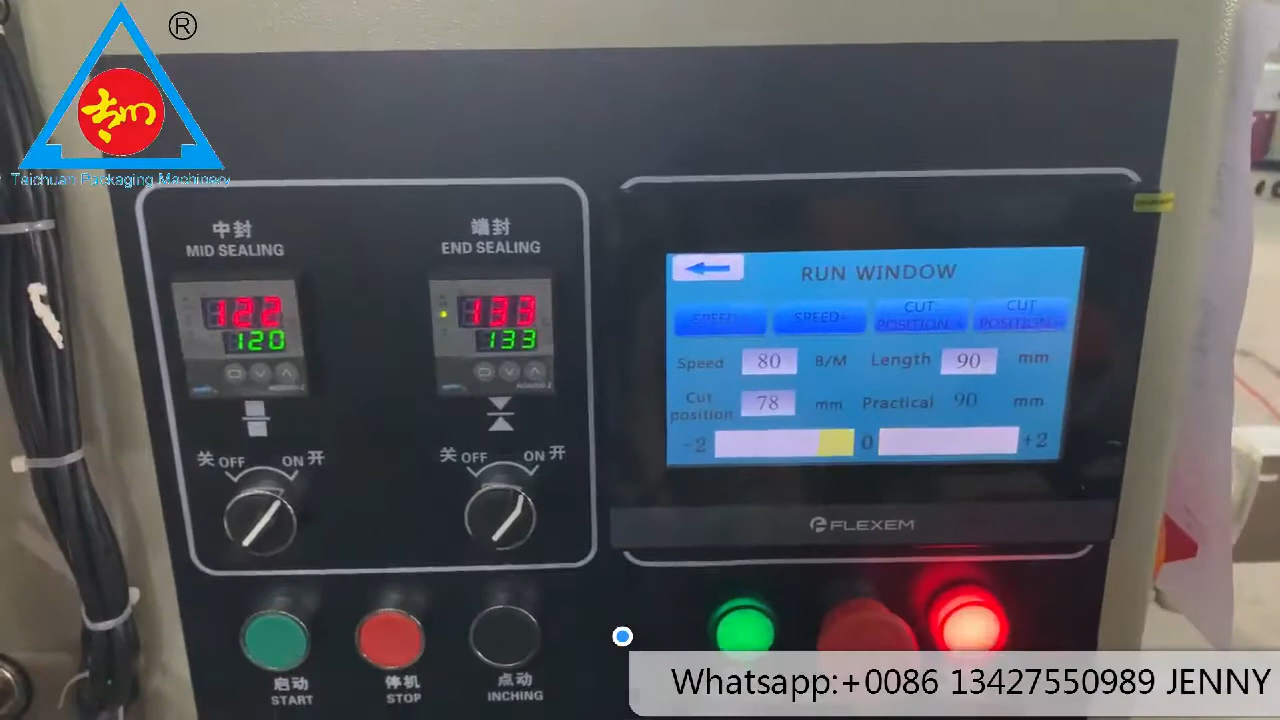 ®
Taichuan Packaging Machinery
中封
MID SEALING
122
120
端封
END SEALING
133
133
关 OFF ON 开
关 OFF ON 开
RUN WINDOW
SPEED-
SPEED+
CUT
POSITION -
CUT
POSITION+
Speed 80 B/M Length 90 mm
Cut
position 78 mm Practical 90 mm
-2 0 +2
FLEXEM
启动
START
停机
STOP
点动
INCHING
Whatsapp:+0086 13427550989 JENNY